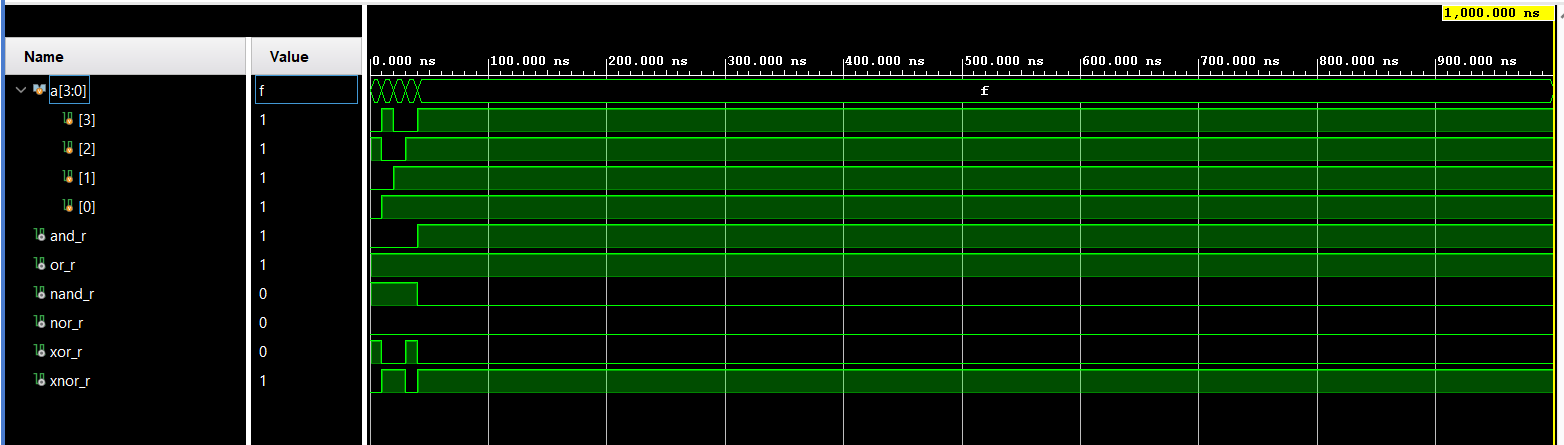 1,000.000 ns
Name Value
0.000 ns 100.000 ns 200.000 ns 300.000 ns 400.000 ns 500.000 ns 600.000 ns 700.000 ns 800.000 ns 900.000 ns
a[3:0] f f
[3] 1
[2] 1
[1] 1
[0] 1
and_r 1
or_r 1
nand_r 0
nor_r 0
xor_r 0
xnor_r 1